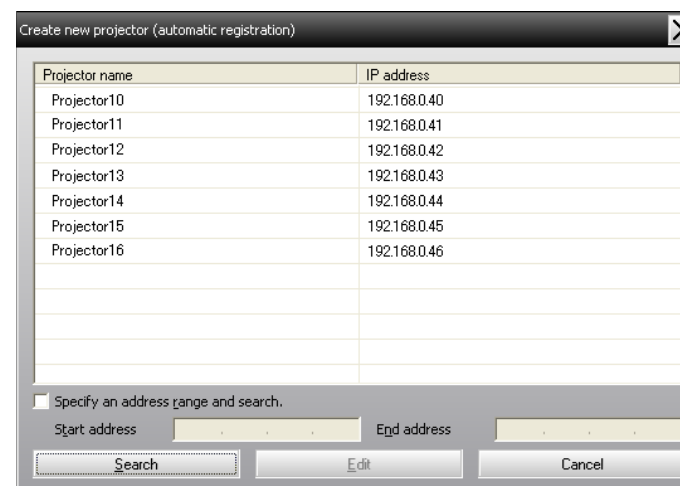 Create new projector (automatic registration)
Projector name IP address
Projector10 192.168.0.40
Projector11 192.168.0.41
Projector12 192.168.0.42
Projector13 192.168.0.43
Projector14 192.168.0.44
Projector15 192.168.0.45
Projector16 192.168.0.46
Specify an address range and search.
Start address . . . End address . . .
Search Edit Cancel